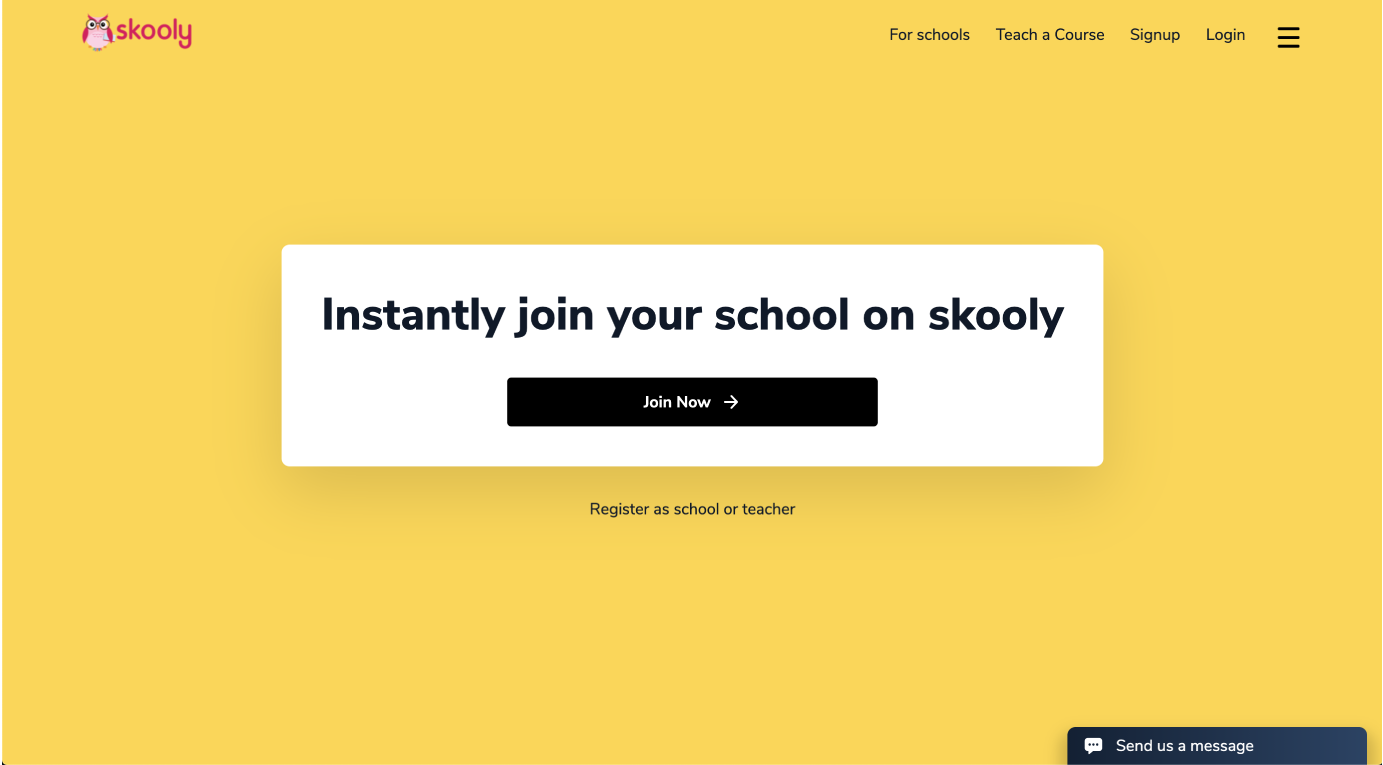 skooly
For schools Teach a Course Signup Login
Instantly join your school on skooly
Join Now
Register as school or teacher
Send us a message